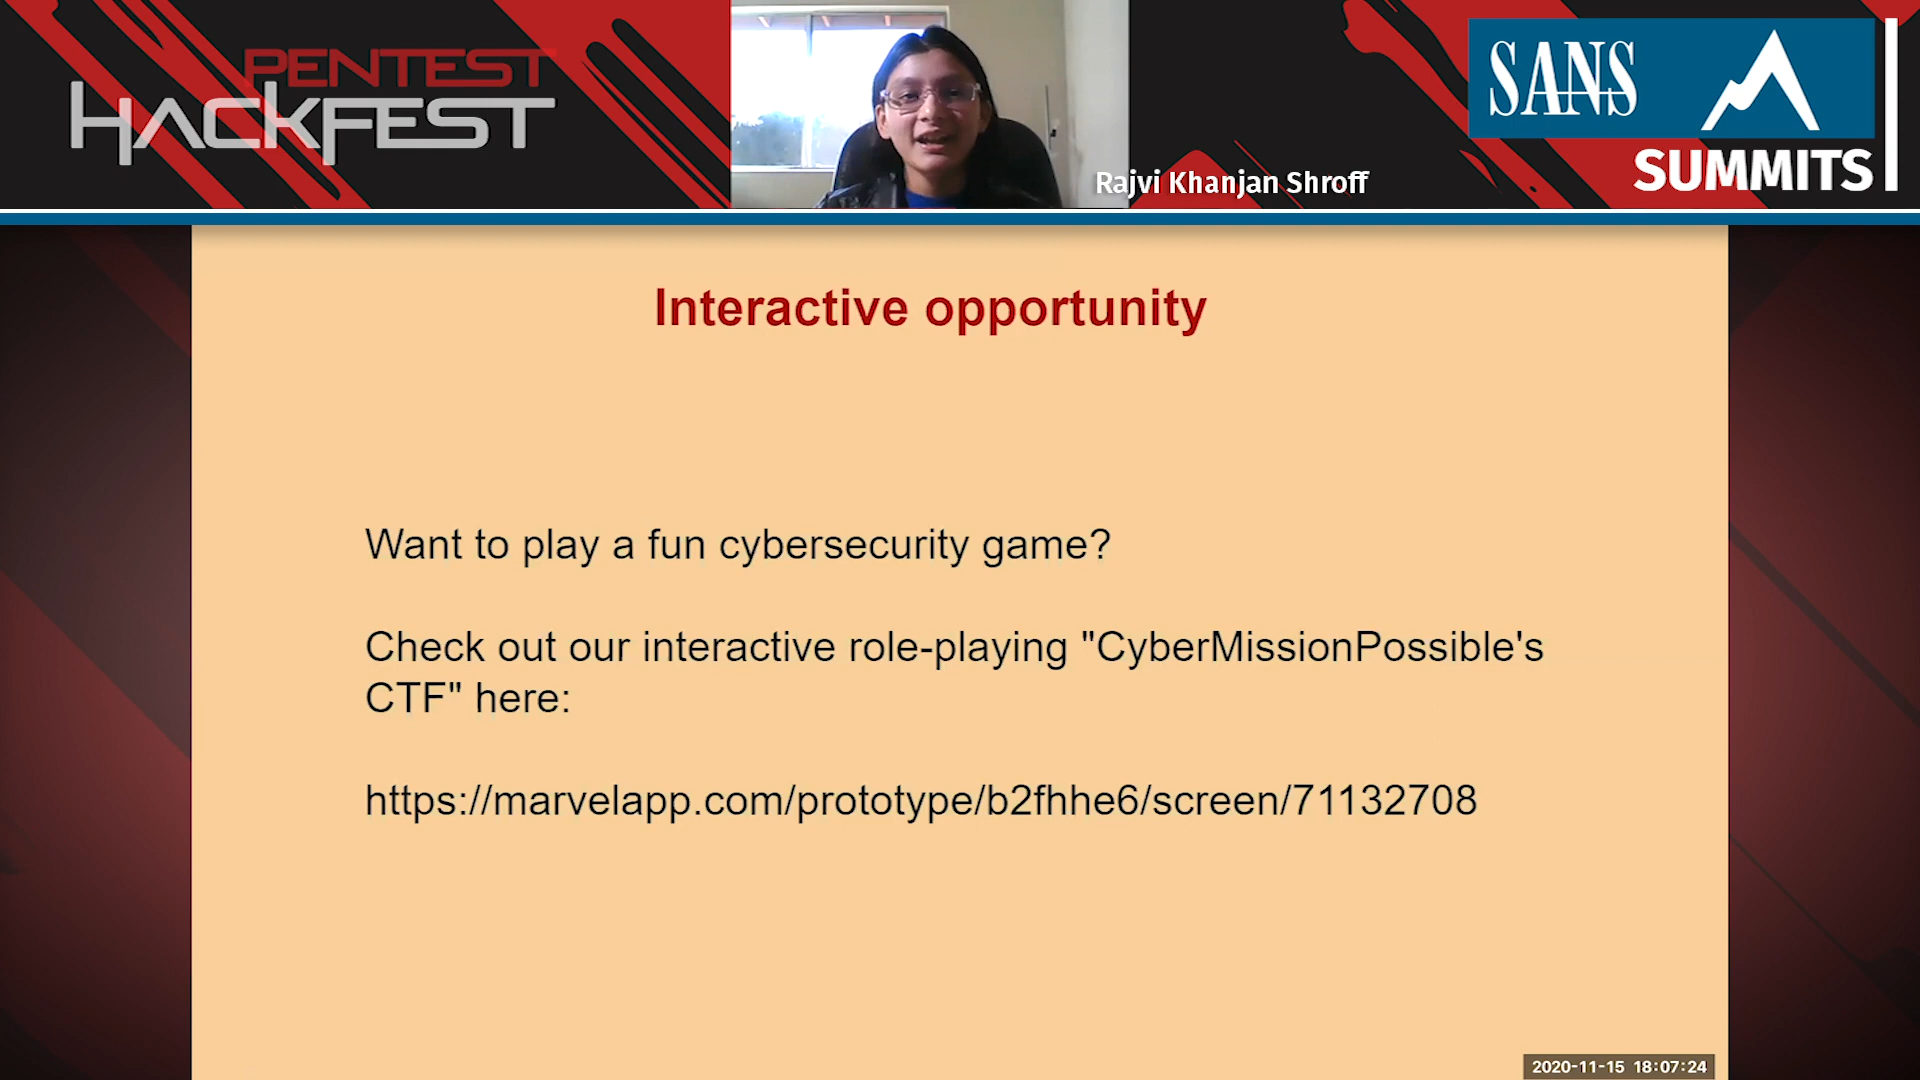 PENTEST
HACKFEST
SANS
SUMMITS
Rajvi Khanjan Shroff
Interactive opportunity
Want to play a fun cybersecurity game?
Check out our interactive role-playing "CyberMissionPossible's
CTF" here:
https://marvelapp.com/prototype/b2fhhe6/screen/71132708
2020-11-15 18:07:24